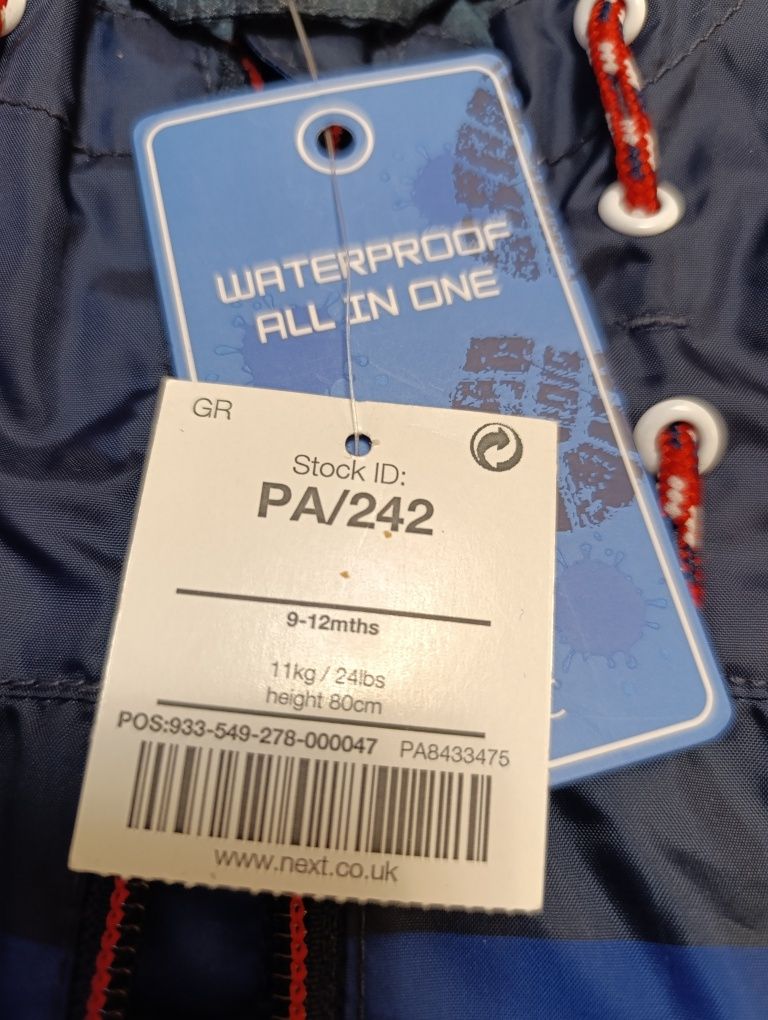 WATERPROOF
ALL IN ONE
GR
Stock ID:
PA/242
9-12mths
11kg / 24lbs
height 80cm
POS:933-549-278-000047 PA8433475
www.next.co.uk